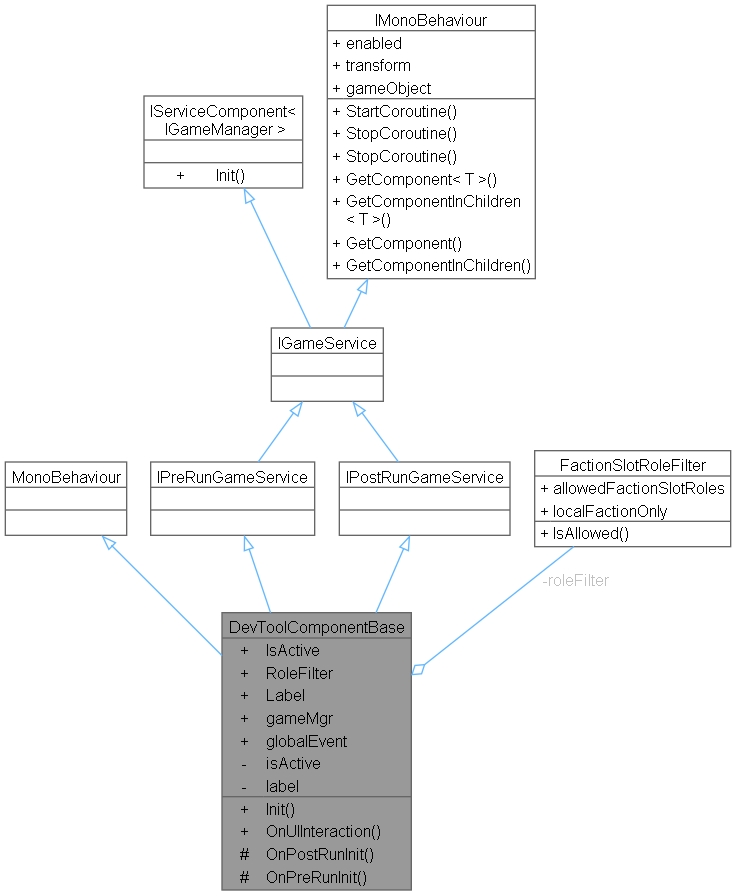 IMonoBehaviour
+ enabled
+ transform
+ gameObject
+ StartCoroutine()
+ StopCoroutine()
+ StopCoroutine()
+ GetComponent< T >()
+ GetComponentInChildren
< T >()
+ GetComponent()
+ GetComponentInChildren()
IServiceComponent<
IGameManager >
+ Init()
IGameService
MonoBehaviour
IPreRunGameService
IPostRunGameService
FactionSlotRoleFilter
+ allowedFactionSlotRoles
+ localFactionOnly
+ IsAllowed()
-roleFilter
DevToolComponentBase
+ IsActive
+ RoleFilter
+ Label
+ gameMgr
+ globalEvent
- isActive
- label
+ Init()
+ OnUIInteraction()
# OnPostRunInit()
# OnPreRunInit()